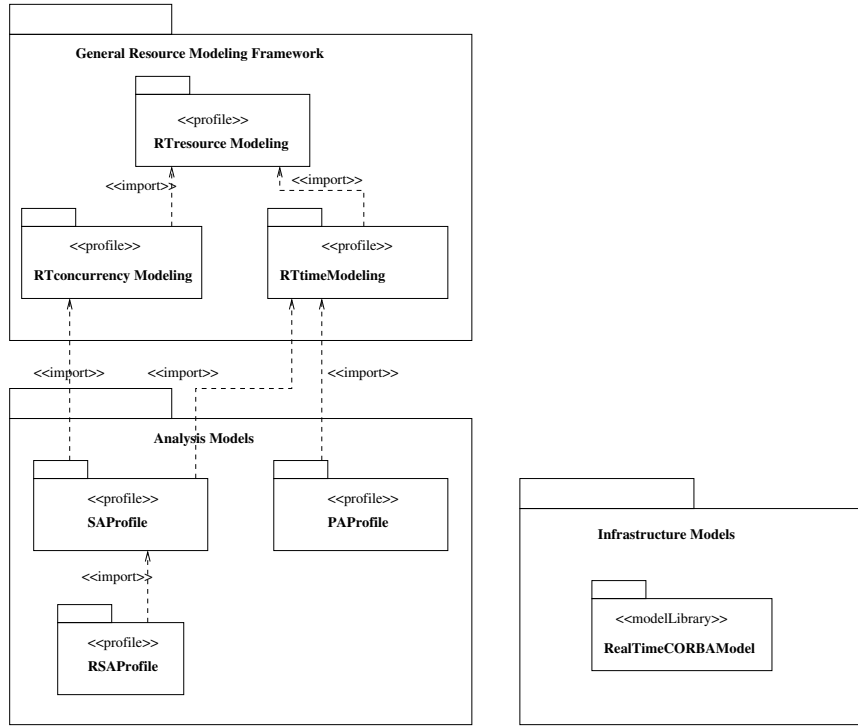 General Resource Modeling Framework
<<profile>>
RTresource Modeling
<<import>>
<<import>>
<<profile>>
RTconcurrency Modeling
<<profile>>
RTtimeModeling
<<import>>
<<import>>
<<import>>
Analysis Models
<<profile>>
SAProfile
<<profile>>
PAProfile
<<import>>
<<profile>>
RSAProfile
Infrastructure Models
<<modelLibrary>>
RealTimeCORBAModel